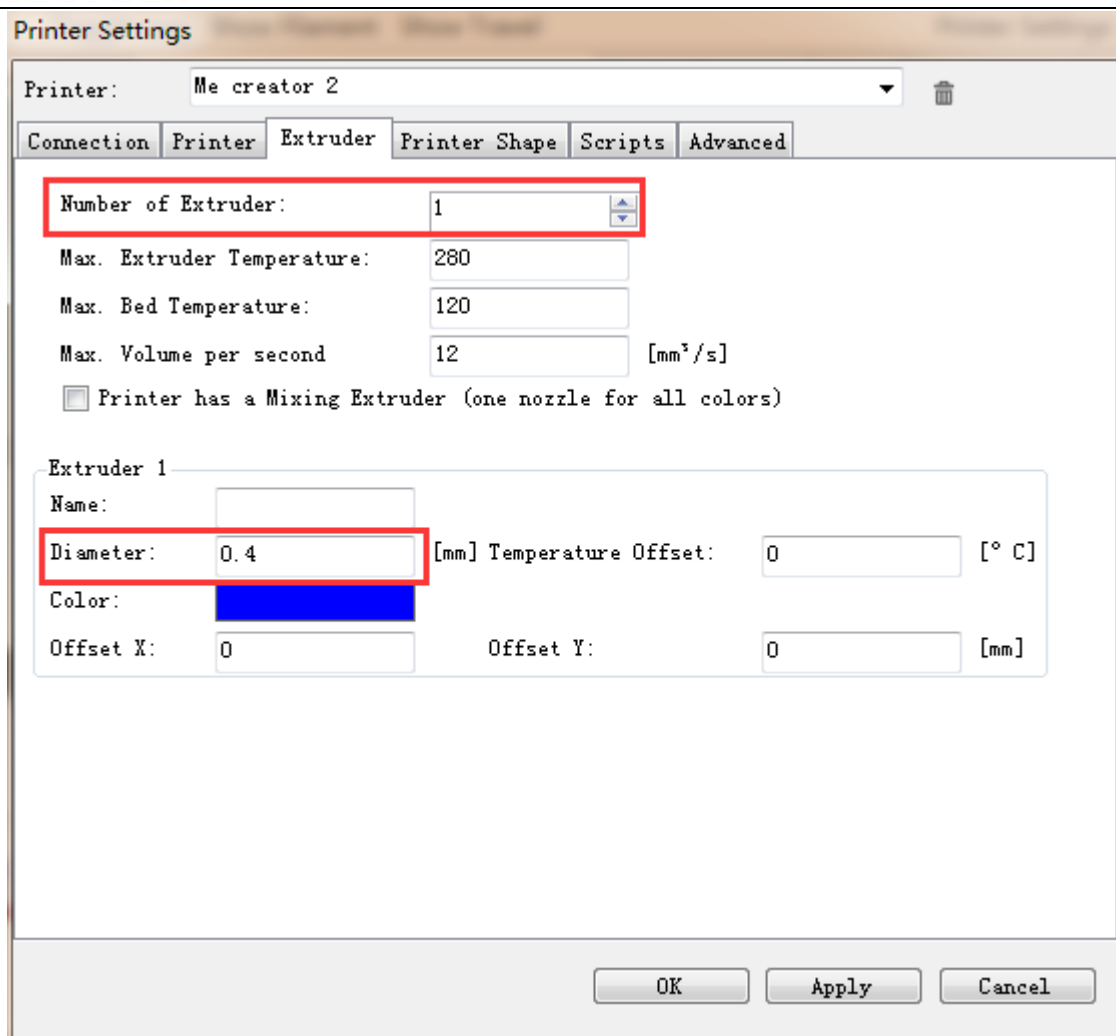 Printer Settings
Printer: Me creator 2
Connection Printer Extruder Printer Shape Scripts Advanced
Number of Extruder: 1
Max. Extruder Temperature: 280
Max. Bed Temperature: 120
Max. Volume per second 12 [mm³/s]
Printer has a Mixing Extruder (one nozzle for all colors)
Extruder 1
Name:
Diameter: 0.4 [mm] Temperature Offset: 0 [° C]
Color:
Offset X: 0 Offset Y: 0 [mm]
OK Apply Cancel